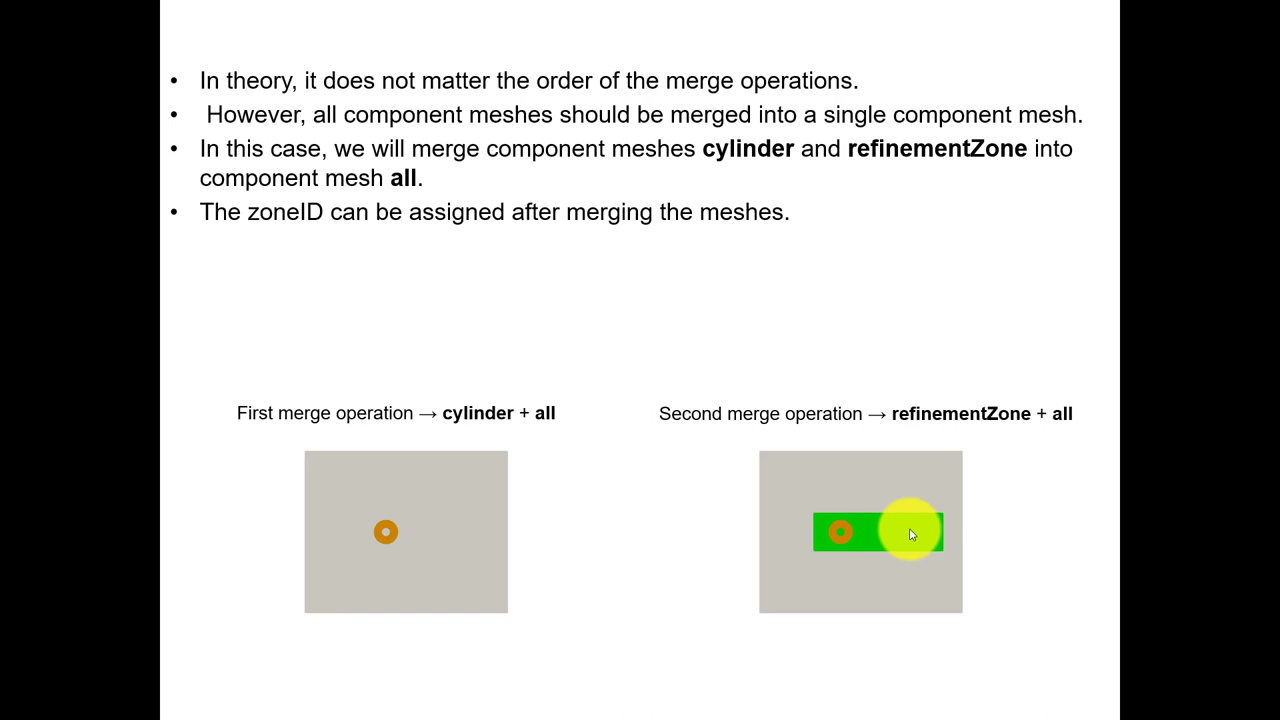 • In theory, it does not matter the order of the merge operations.
• However, all component meshes should be merged into a single component mesh.
• In this case, we will merge component meshes cylinder and refinementZone into
component mesh all.
• The zoneID can be assigned after merging the meshes.
First merge operation → cylinder + all
Second merge operation → refinementZone + all